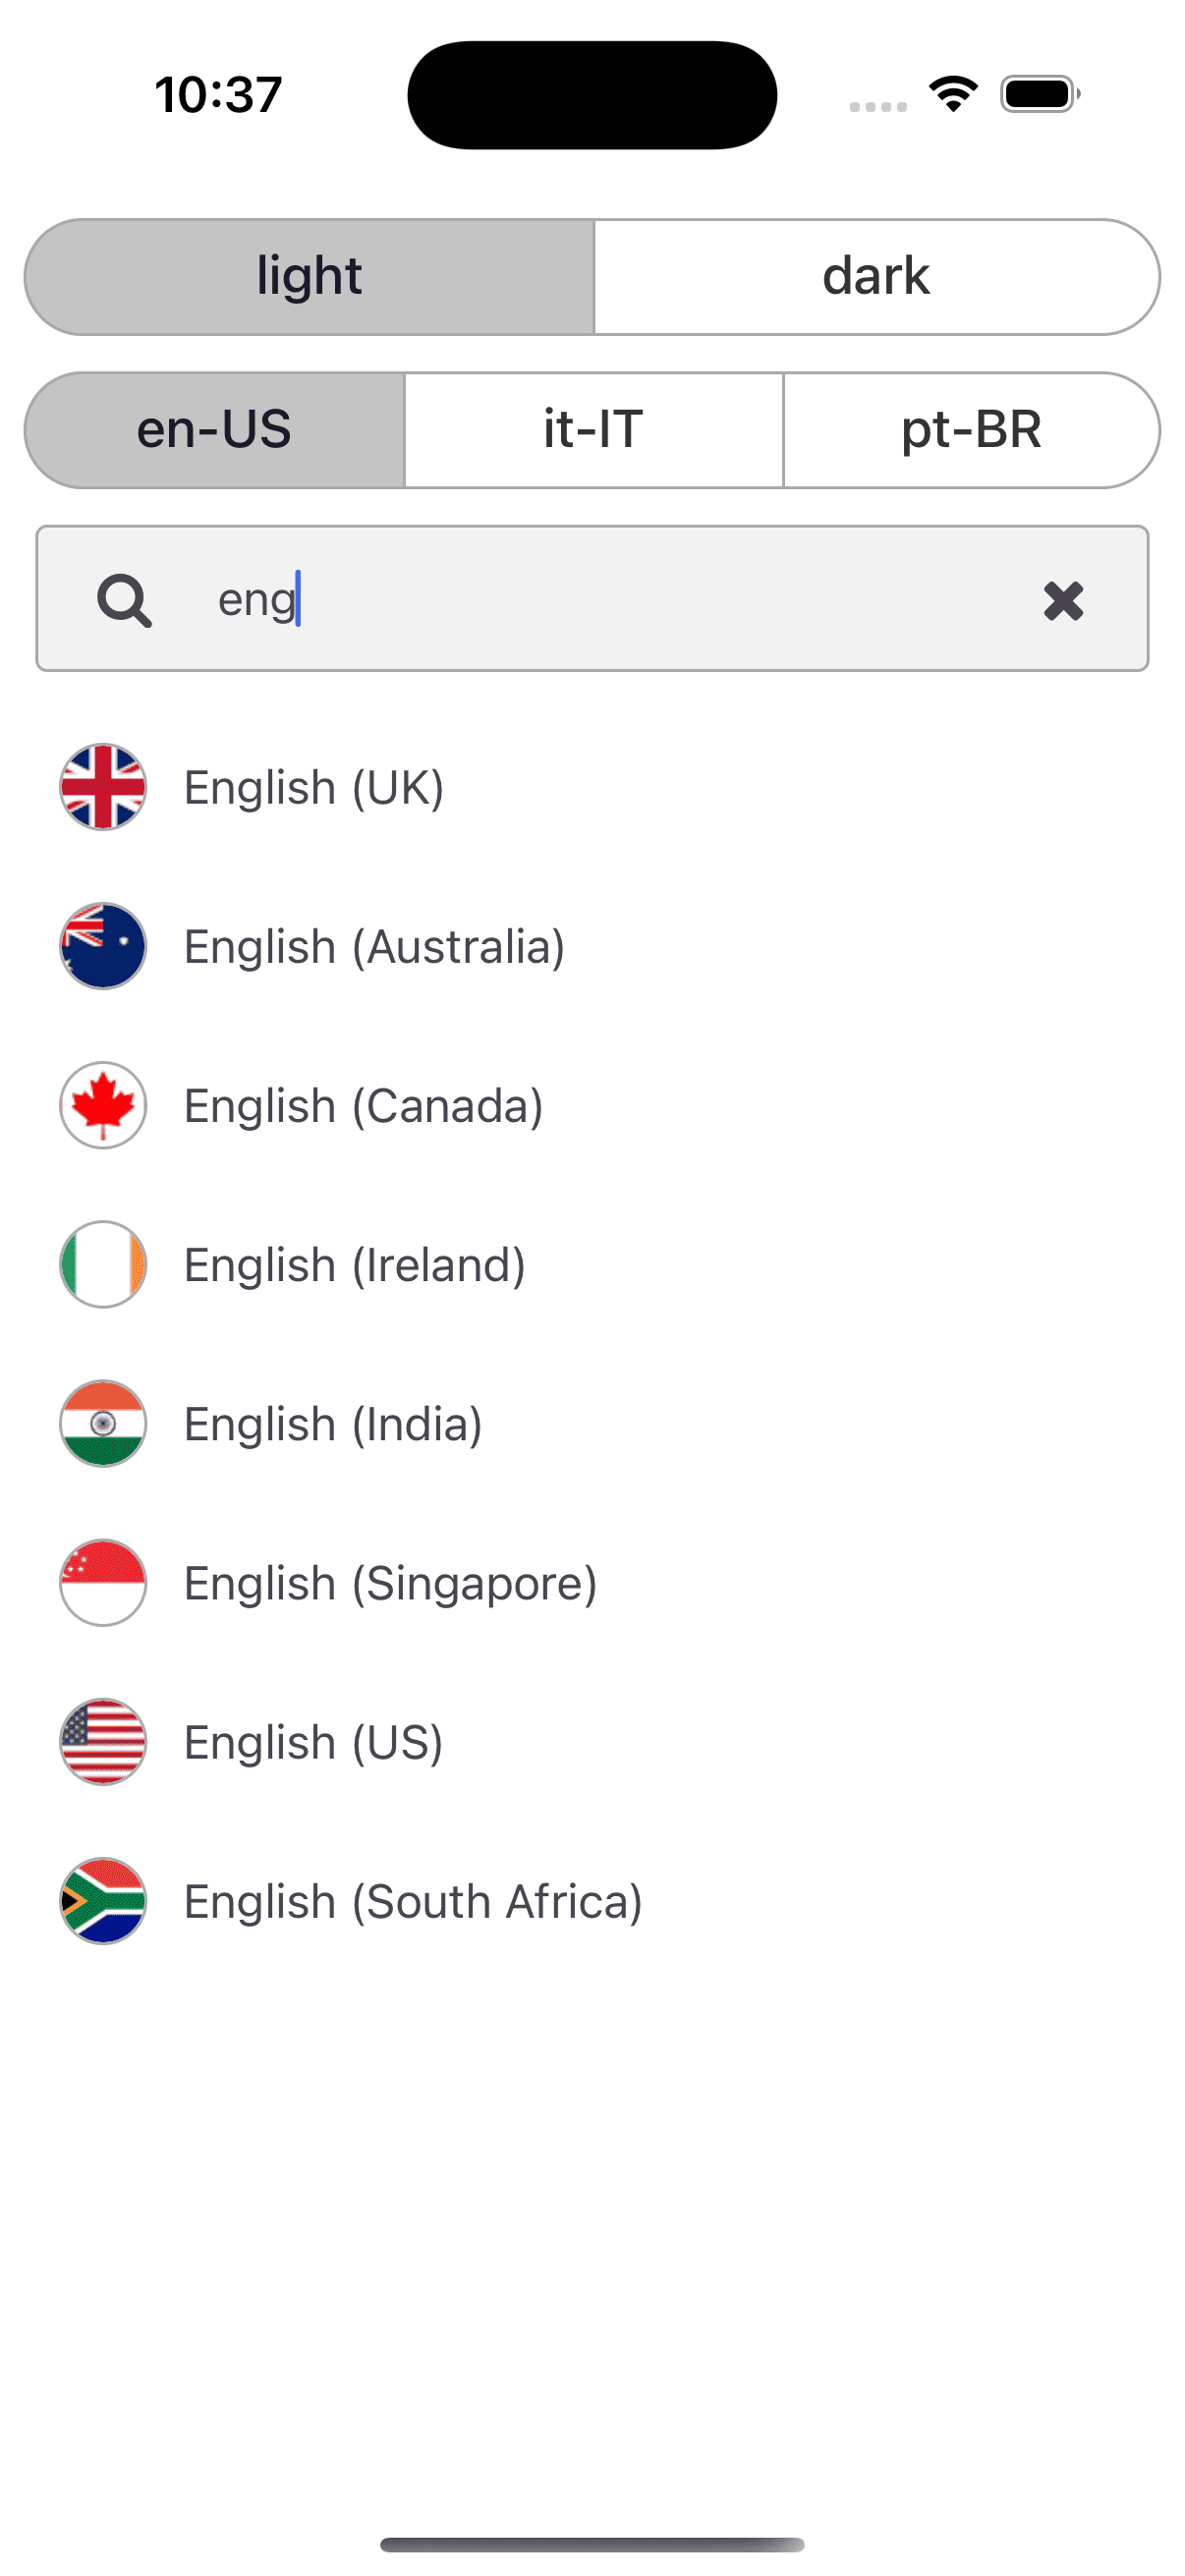 10:37
light dark
en-US it-IT pt-BR
eng
English (UK)
English (Australia)
English (Canada)
English (Ireland)
English (India)
English (Singapore)
English (US)
English (South Africa)